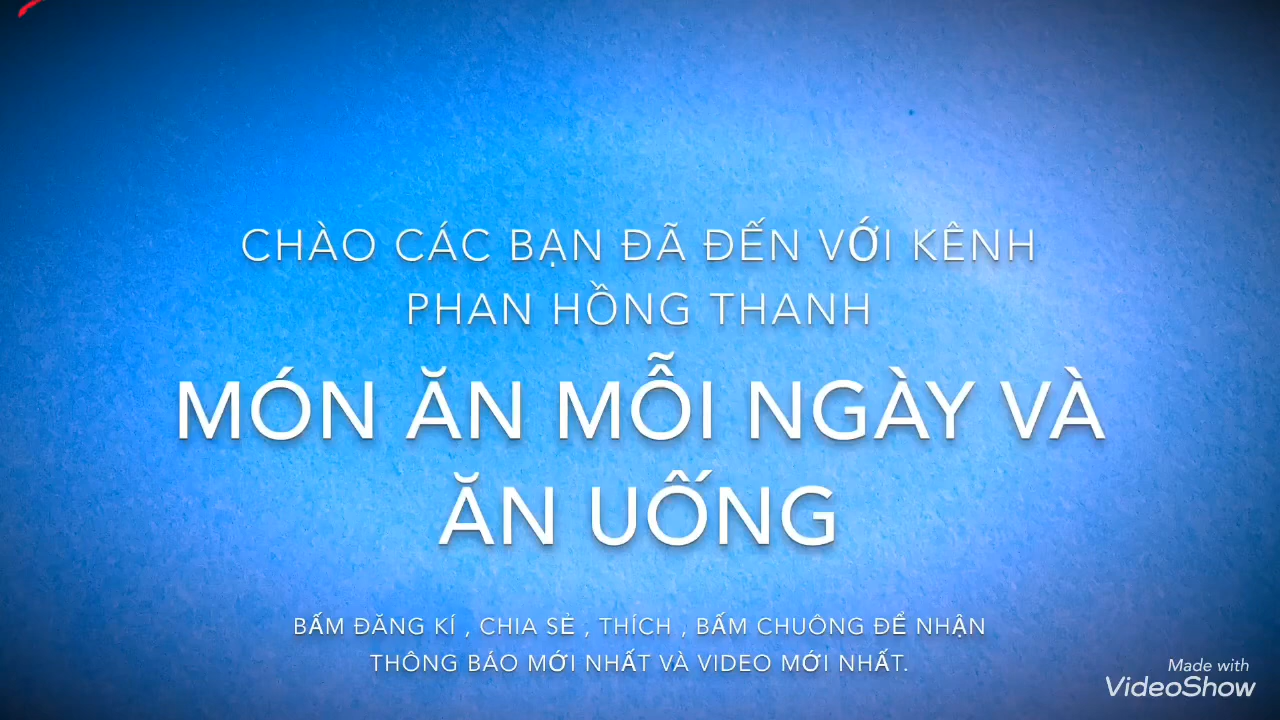 CHÀO CÁC BẠN ĐÃ ĐẾN VỚI KÊNH
PHAN HỒNG THANH
MÓN ĂN MỖI NGÀY VÀ
ĂN UỐNG
BẤM ĐĂNG KÍ , CHIA SẺ , THÍCH , BẤM CHUÔNG ĐỂ NHẬN
THÔNG BÁO MỚI NHẤT VÀ VIDEO MỚI NHẤT.
Made with
VideoShow